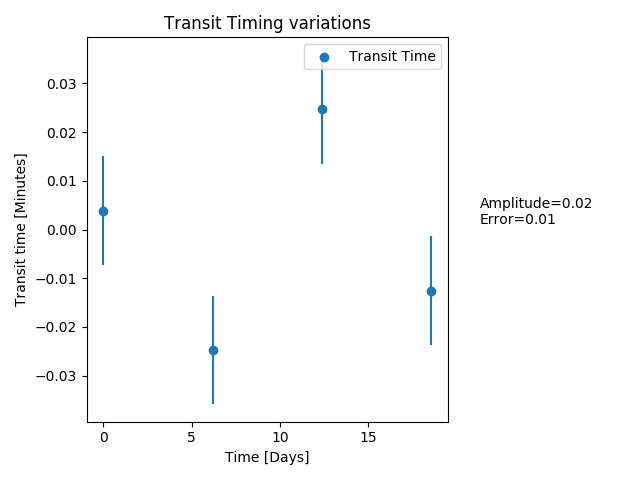 Transit Timing variations
Transit Time
0.03
0.02
0.01
0.00
−0.01
−0.02
−0.03
Transit time [Minutes]
Amplitude=0.02
Error=0.01
0 5 10 15
Time [Days]